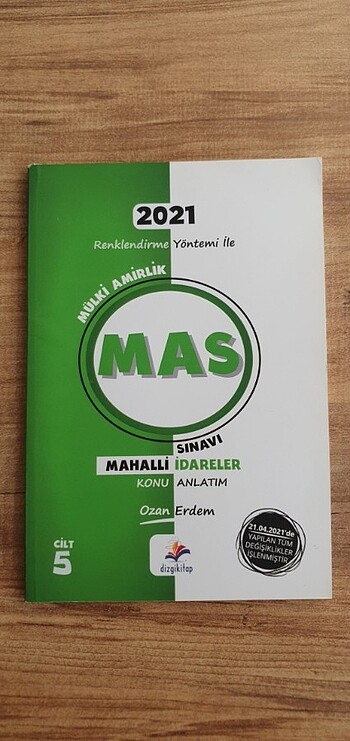 2021
Renklendirme Yöntemi İle
MÜLKİ AMİRLİK
MAS
SINAVI
MAHALLİ İDARELER
KONU ANLATIM
Ozan Erdem
CİLT
5
21.04.2021'de
YAPILAN TÜM
DEĞİŞİKLİKLER
İŞLENMİŞTİR
dizgikitap